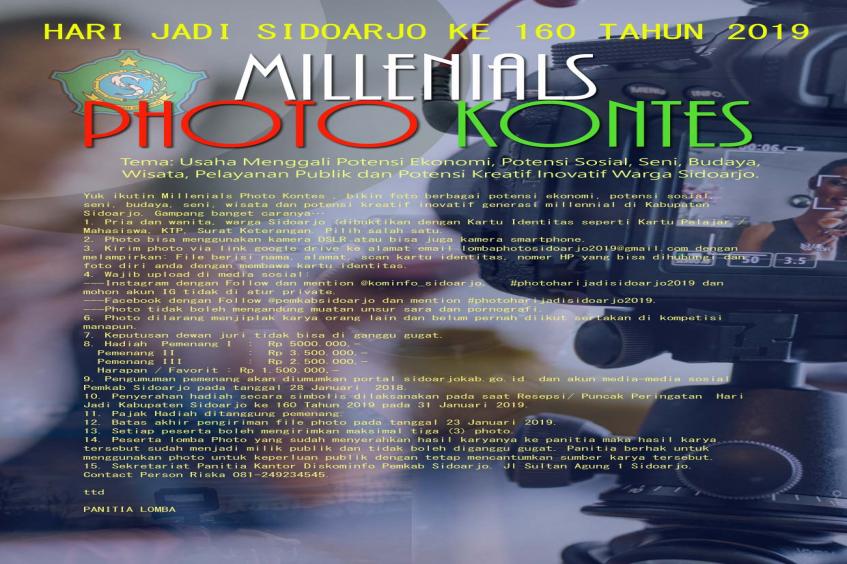 HARI JADI SIDOARJO KE 160 TAHUN 2019
MILLENIALS
PHOTO KONTES
Tema: Usaha Menggali Potensi Ekonomi, Potensi Sosial, Seni, Budaya,
Wisata, Pelayanan Publik dan Potensi Kreatif Inovatif Warga Sidoarjo.
Yuk ikutin Millenials Photo Kontes , bikin foto berbagai potensi ekonomi, potensi sosial,
seni, budaya, seni, wisata dan potensi kreatif inovatif generasi millennial di Kabupaten
Sidoarjo. Gampang banget caranya…
1. Pria dan wanita, warga Sidoarjo (dibuktikan dengan Kartu Identitas seperti Kartu Pelajar /
Mahasiswa, KTP, Surat Keterangan. Pilih salah satu.
2. Photo bisa menggunakan kamera DSLR atau bisa juga kamera smartphone.
3. Kirim photo via link google drive ke alamat email lombaphotosidoarjo2019@gmail.com dengan
melampirkan: File berisi nama, alamat, scan kartu identitas, nomer HP yang bisa dihubungi dan
foto diri anda dengan membawa kartu identitas.
4. Wajib upload di media sosial:
---Instagram dengan Follow dan mention @kominfo_sidoarjo, #photoharijadisidoarjo2019 dan
mohon akun IG tidak di atur private.
---Facebook dengan Follow @pemkabsidoarjo dan mention #photoharijadisidoarjo2019.
---Photo tidak boleh mengandung muatan unsur sara dan pornografi.
6. Photo dilarang menjiplak karya orang lain dan belum pernah diikut sertakan di kompetisi
manapun.
7. Keputusan dewan juri tidak bisa di ganggu gugat.
8. Hadiah Pemenang I : Rp 5000.000,-
Pemenang II : Rp 3.500.000,-
Pemenang III : Rp 2.500.000,-
Harapan / Favorit : Rp 1.500.000,-
9. Pengumuman pemenang akan diumumkan portal sidoarjokab.go.id dan akun media-media sosial
Pemkab Sidoarjo pada tanggal 28 Januari 2018.
10. Penyerahan hadiah secara simbolis dilaksanakan pada saat Resepsi/ Puncak Peringatan Hari
Jadi Kabupaten Sidoarjo ke 160 Tahun 2019 pada 31 Januari 2019.
11. Pajak Hadiah ditanggung pemenang.
12. Batas akhir pengiriman file photo pada tanggal 23 Januari 2019.
13. Setiap peserta boleh mengirimkan maksimal tiga (3) photo.
14. Peserta lomba Photo yang sudah menyerahkan hasil karyanya ke panitia maka hasil karya
tersebut sudah menjadi milik publik dan tidak boleh diganggu gugat. Panitia berhak untuk
menggunakan photo untuk keperluan publik dengan tetap mencantumkan sumber karya tersebut.
15. Sekretariat Panitia Kantor Diskominfo Pemkab Sidoarjo. Jl Sultan Agung 1 Sidoarjo.
Contact Person Riska 081-249234545.
ttd
PANITIA LOMBA
MENU
INFO.
00:06
50
3.5